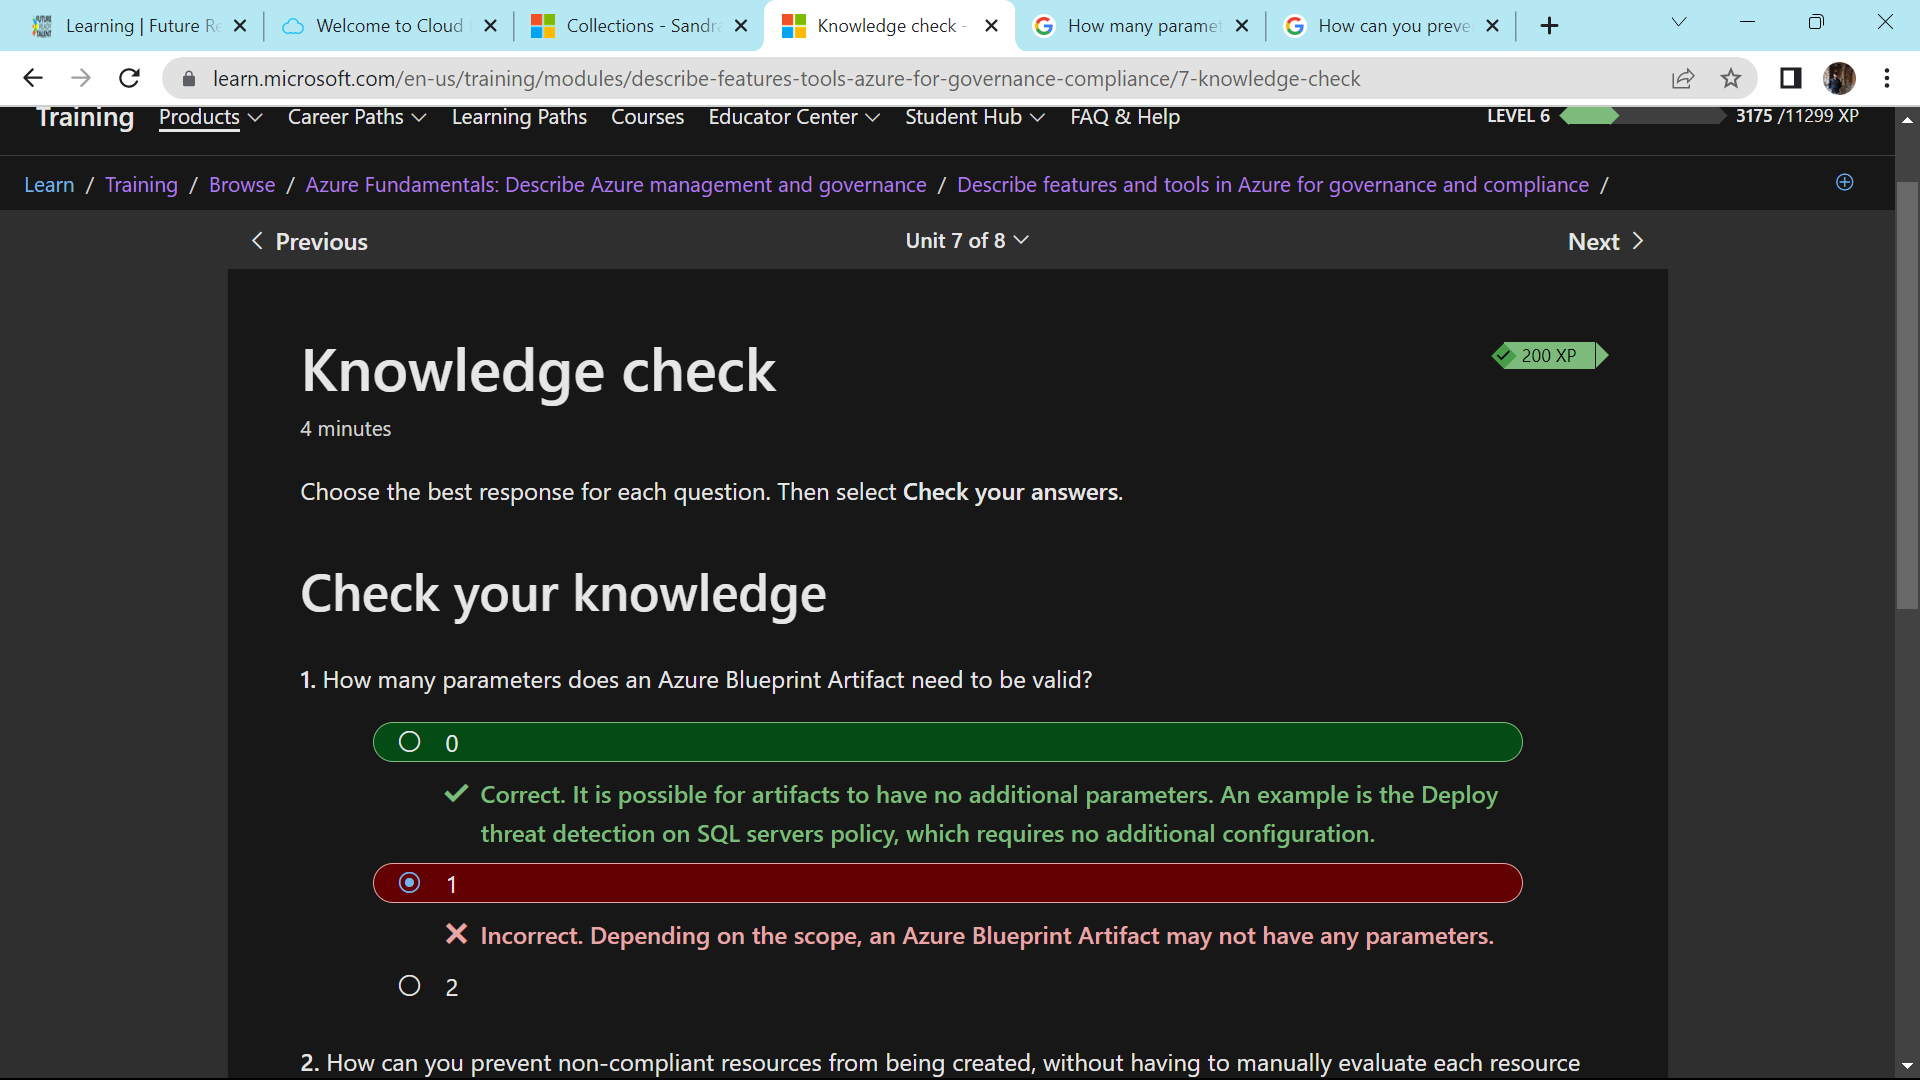 Learning | Future Re
Welcome to Cloud
Collections - Sandra
Knowledge check -
How many paramet
How can you preve
learn.microsoft.com/en-us/training/modules/describe-features-tools-azure-for-governance-compliance/7-knowledge-check
Training Products Career Paths Learning Paths Courses Educator Center Student Hub FAQ & Help LEVEL 6 3175 /11299 XP
Learn / Training / Browse / Azure Fundamentals: Describe Azure management and governance / Describe features and tools in Azure for governance and compliance /
Previous Unit 7 of 8 Next
Knowledge check
200 XP
4 minutes
Choose the best response for each question. Then select Check your answers.
Check your knowledge
1. How many parameters does an Azure Blueprint Artifact need to be valid?
0
Correct. It is possible for artifacts to have no additional parameters. An example is the Deploy
threat detection on SQL servers policy, which requires no additional configuration.
1
Incorrect. Depending on the scope, an Azure Blueprint Artifact may not have any parameters.
2
2. How can you prevent non-compliant resources from being created, without having to manually evaluate each resource